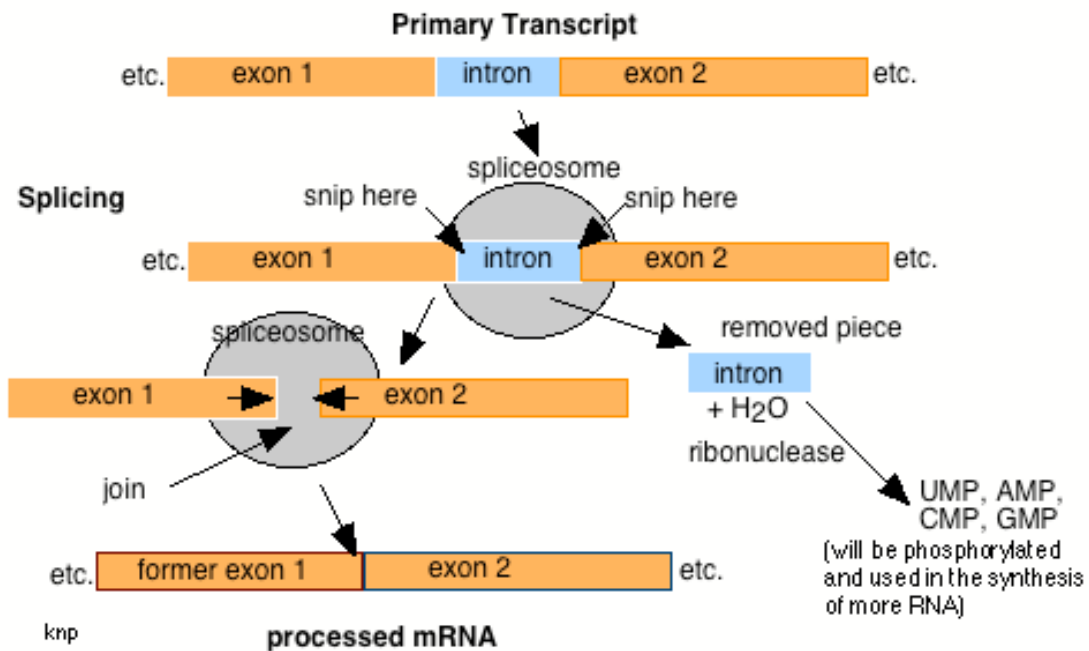 Primary Transcript
etc. exon 1 intron exon 2 etc.
spliceosome
Splicing
snip here
snip here
etc. exon 1 intron exon 2 etc.
spliceosome
removed piece
exon 1 exon 2
intron
+ H2O
ribonuclease
join
UMP, AMP,
CMP, GMP
(will be phosphorylated
and used in the synthesis
of more RNA)
etc. former exon 1 exon 2 etc.
knp
processed mRNA